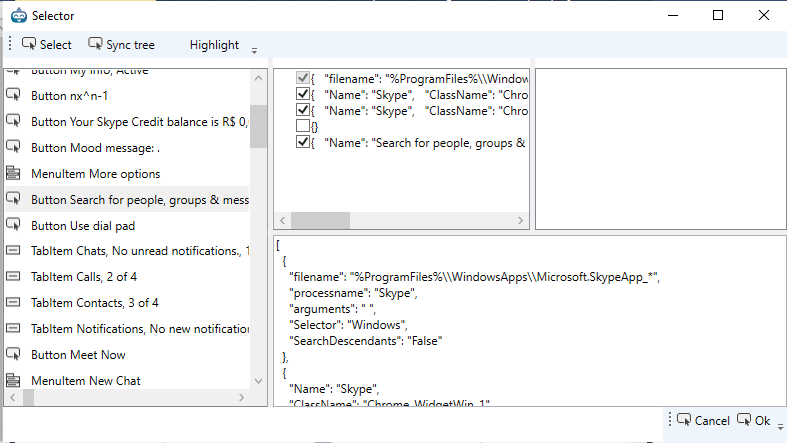 Selector
Select Sync tree Highlight
Button My info, Active
Button nx^n-1
Button Your Skype Credit balance is R$ 0,
Button Mood message: .
MenuItem More options
Button Search for people, groups & mess
Button Use dial pad
TabItem Chats, No unread notifications., 1
TabItem Calls, 2 of 4
TabItem Contacts, 3 of 4
TabItem Notifications, No new notification
Button Meet Now
MenuItem New Chat
{ "filename": "%ProgramFiles%\\Window
{ "Name": "Skype", "ClassName": "Chro
{ "Name": "Skype", "ClassName": "Chro
{}
{ "Name": "Search for people, groups &
[
{
"filename": "%ProgramFiles%\\WindowsApps\\Microsoft.SkypeApp_*",
"processname": "Skype",
"arguments": " ",
"Selector": "Windows",
"SearchDescendants": "False"
},
{
"Name": "Skype",
"ClassName": "Chrome_WidgetWin_1"
Cancel Ok